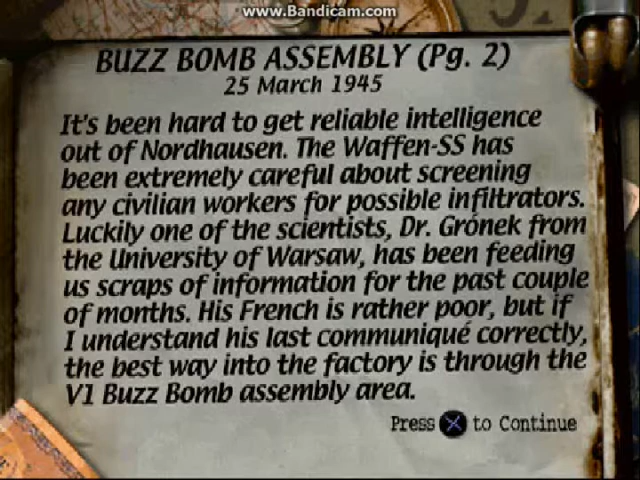 www.Bandicam.com
BUZZ BOMB ASSEMBLY (Pg. 2)
25 March 1945
It's been hard to get reliable intelligence
out of Nordhausen. The Waffen-SS has
been extremely careful about screening
any civilian workers for possible infiltrators.
Luckily one of the scientists, Dr. Grónek from
the University of Warsaw, has been feeding
us scraps of information for the past couple
of months. His French is rather poor, but if
I understand his last communiqué correctly,
the best way into the factory is through the
V1 Buzz Bomb assembly area.
Press X to Continue